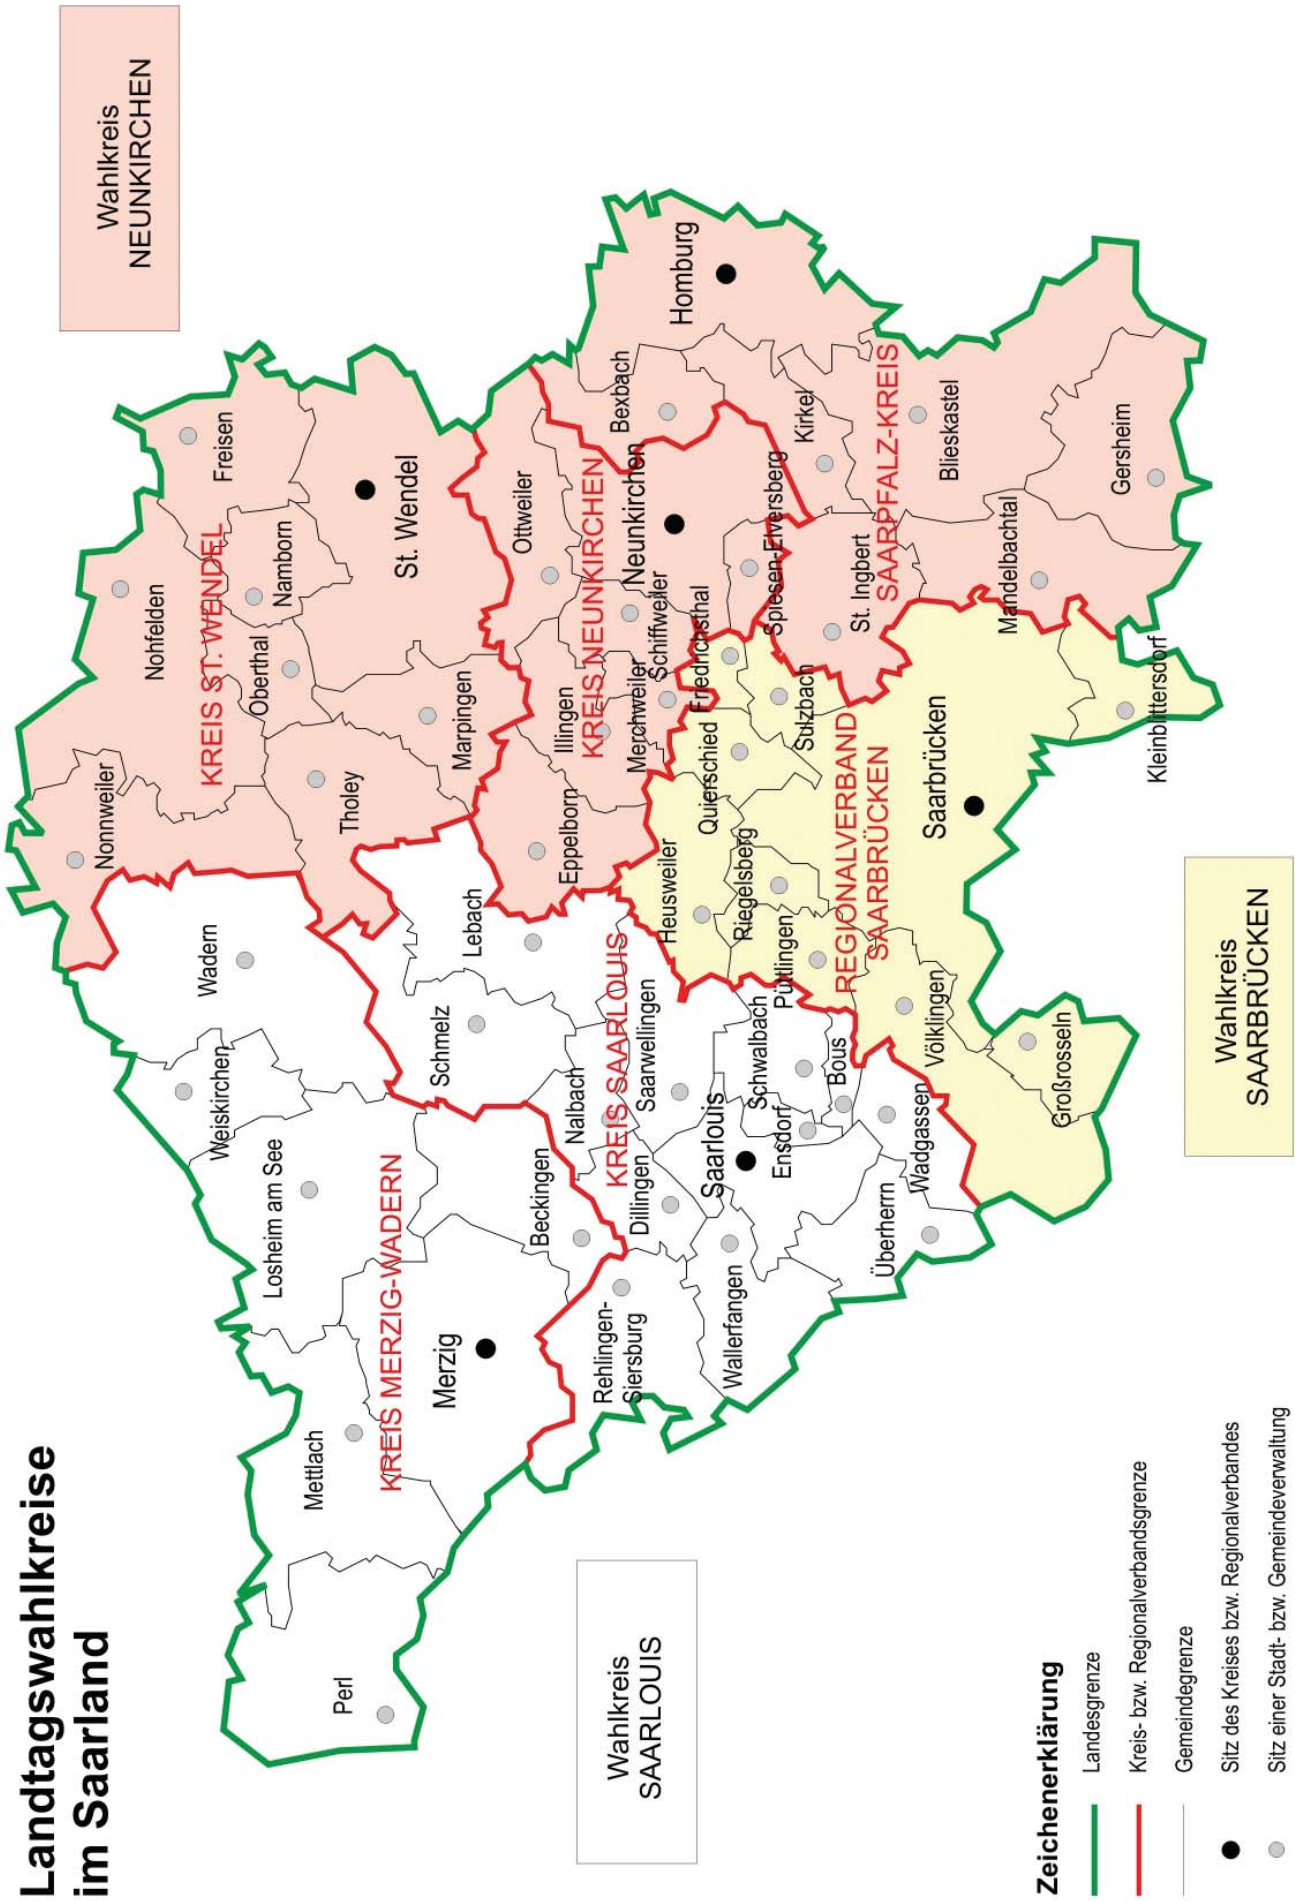 Landtagswahlkreise
im Saarland
Wahlkreis
NEUNKIRCHEN
Nonnweiler
Nohfelden
Freisen
KREIS ST. WENDEL
Namborn
Oberthal
Tholey
St. Wendel
Marpingen
Wadern
Weiskirchen
Losheim am See
Mettlach
Perl
KREIS MERZIG-WADERN
Merzig
Beckingen
Schmelz
Lebach
Eppelborn
Illingen
Ottweiler
KREIS NEUNKIRCHEN
Neunkirchen
Merchweiler
Schiffweiler
Bexbach
Homburg
Friedrichsthal
Spiesen-Elversberg
Kirkel
St. Ingbert
SAARPFALZ-KREIS
Blieskastel
Mandelbachtal
Gersheim
Nalbach
KREIS SAARLOUIS
Saarwellingen
Dillingen
Rehlingen-
Siersburg
Saarlouis
Wallerfangen
Schwalbach
Ensdorf
Bous
Wadgassen
Überherrn
Heusweiler
Quierschied
Riegelsberg
Püttlingen
Sulzbach
REGIONALVERBAND
SAARBRÜCKEN
Saarbrücken
Völklingen
Großrosseln
Kleinblittersdorf
Wahlkreis
SAARLOUIS
Wahlkreis
SAARBRÜCKEN
Zeichenerklärung
Landesgrenze
Kreis- bzw. Regionalverbandsgrenze
Gemeindegrenze
Sitz des Kreises bzw. Regionalverbandes
Sitz einer Stadt- bzw. Gemeindeverwaltung